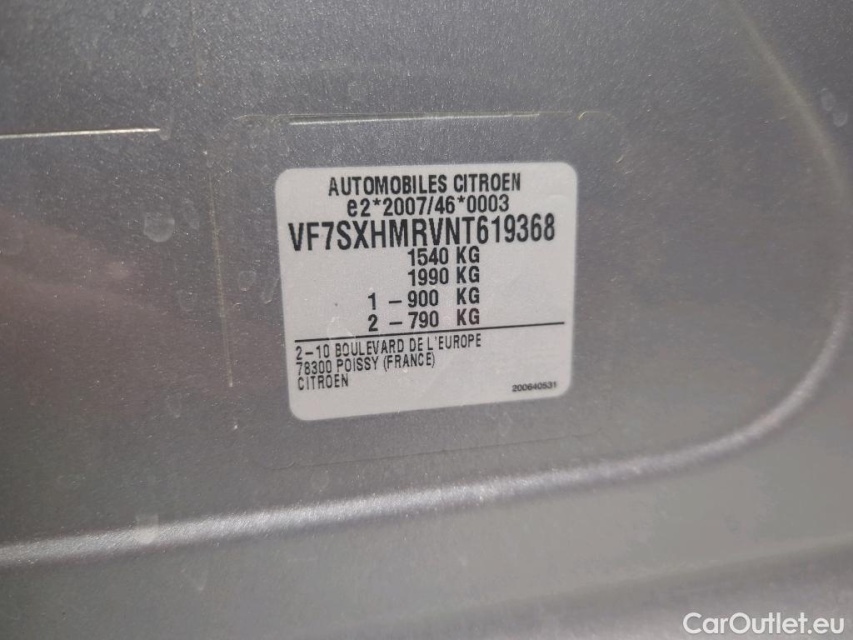 AUTOMOBILES CITROEN
e2*2007/46*0003
VF7SXHMRVNT619368
1540 KG
1990 KG
1 – 900 KG
2 – 790 KG
2–10 BOULEVARD DE L'EUROPE
78300 POISSY (FRANCE)
CITROEN
200640531
CarOutlet.eu